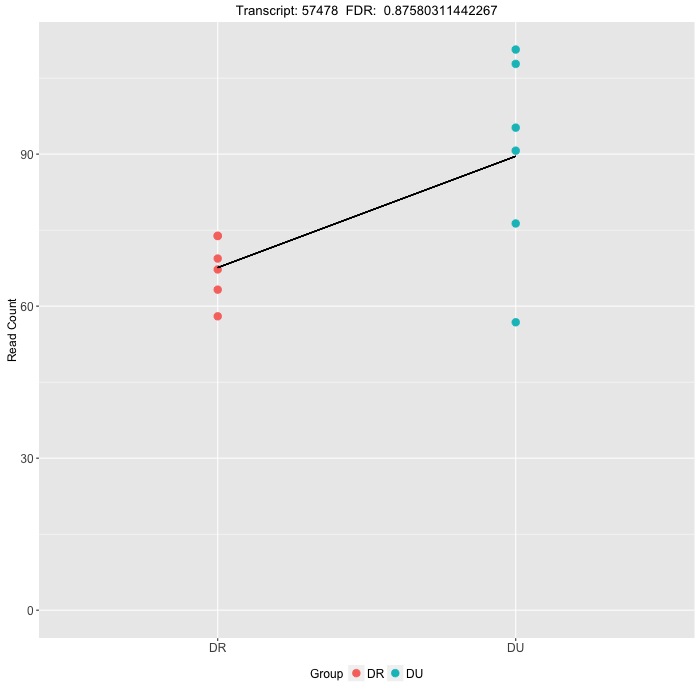 Transcript: 57478  FDR:  0.87580311442267
Read Count
90
60
30
0
DR DU
Group DR DU